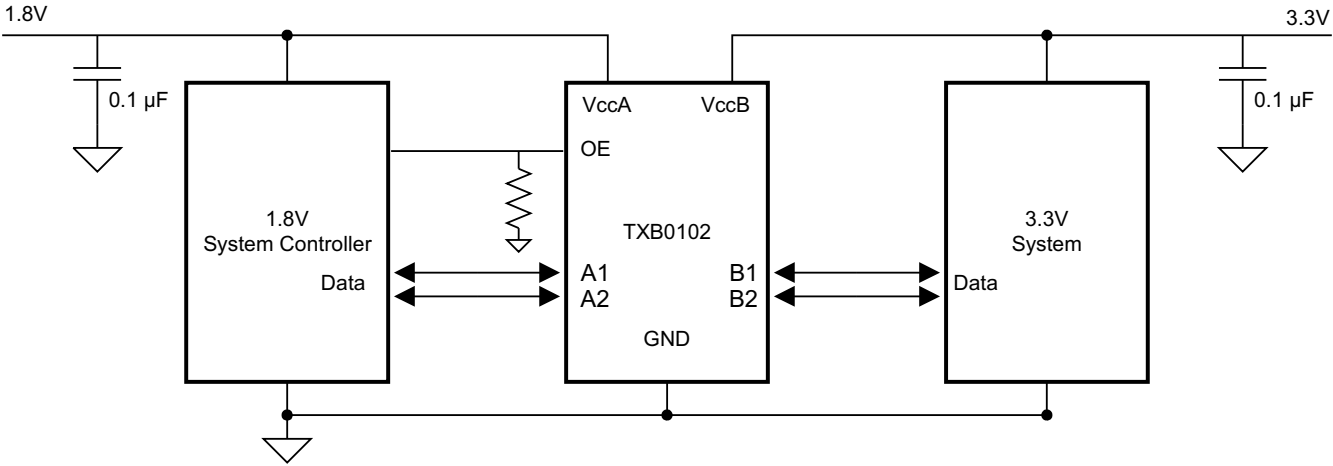 1.8V
3.3V
0.1 µF
VccA
VccB
0.1 µF
OE
1.8V
System Controller
TXB0102
3.3V
System
Data
A1
A2
B1
B2
Data
GND